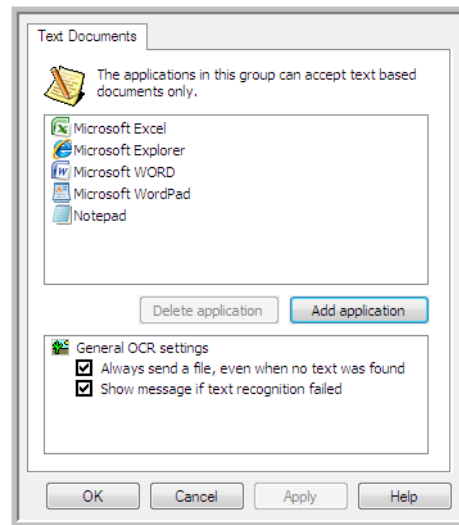 Text Documents
The applications in this group can accept text based
documents only.
Microsoft Excel
Microsoft Explorer
Microsoft WORD
Microsoft WordPad
Notepad
Delete application Add application
General OCR settings
Always send a file, even when no text was found
Show message if text recognition failed
OK Cancel Apply Help